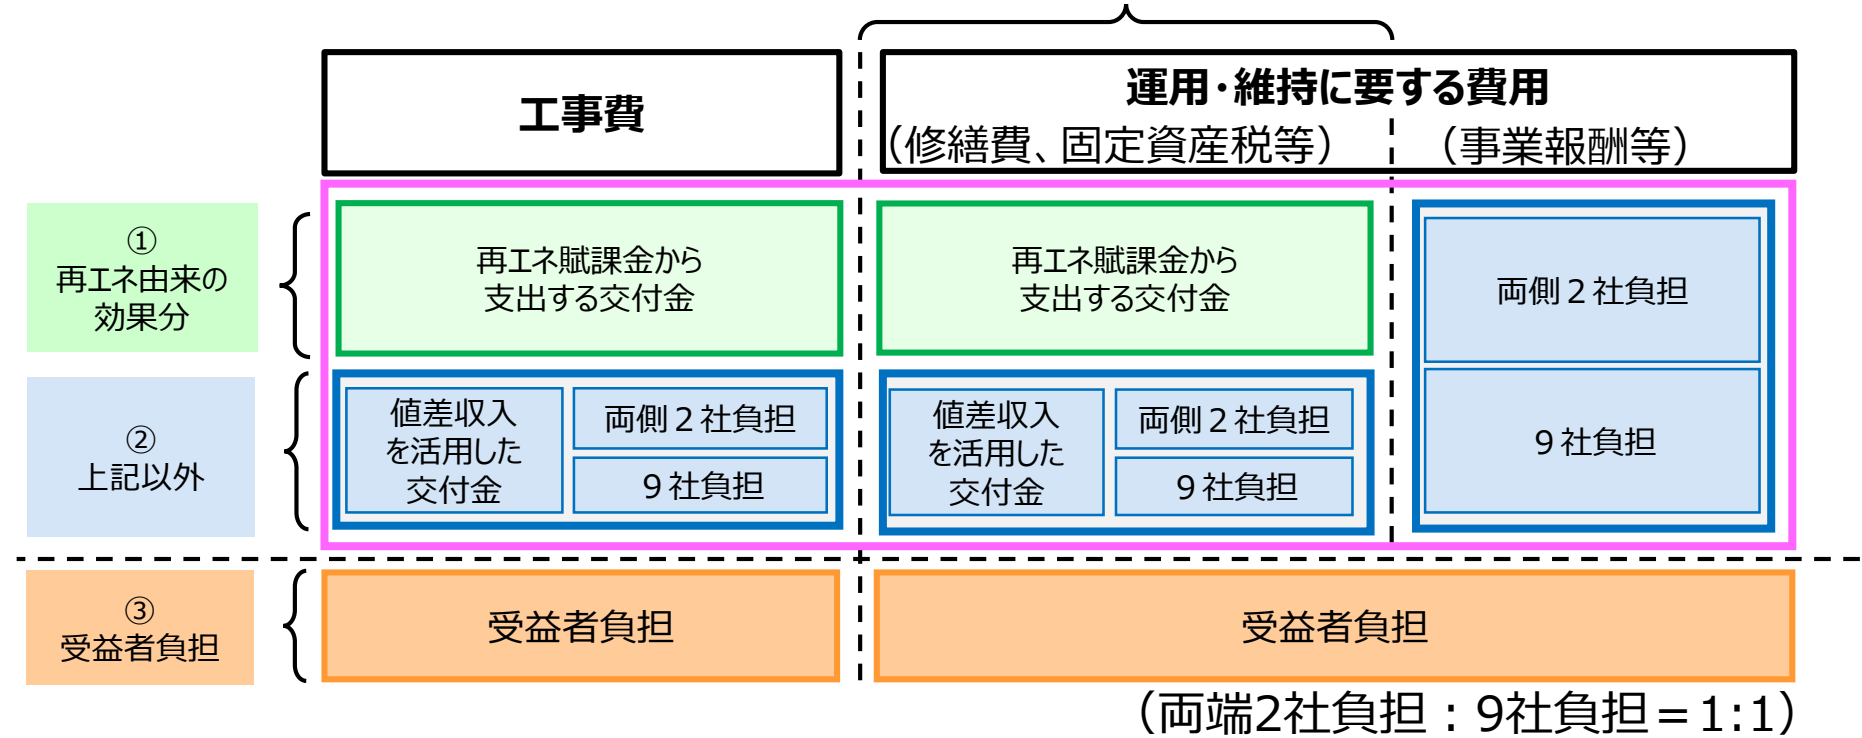 工事費
運用・維持に要する費用
（修繕費、固定資産税等）
（事業報酬等）
①
再エネ由来の
効果分
再エネ賦課金から
支出する交付金
再エネ賦課金から
支出する交付金
両側２社負担
９社負担
②
上記以外
値差収入
を活用した
交付金
両側２社負担
９社負担
値差収入
を活用した
交付金
両側２社負担
９社負担
③
受益者負担
受益者負担
受益者負担
（両端2社負担：9社負担＝1:1）